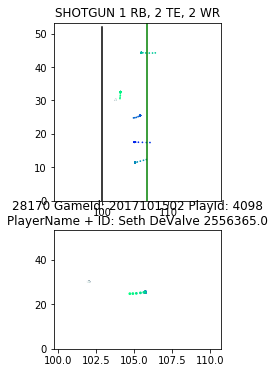 SHOTGUN 1 RB, 2 TE, 2 WR
50
40
30
20
10
0
100 110
28170 GameId: 2017101502 PlayId: 4098
PlayerName + ID: Seth DeValve 2556365.0
40
20
0
100.0 102.5 105.0 107.5 110.0